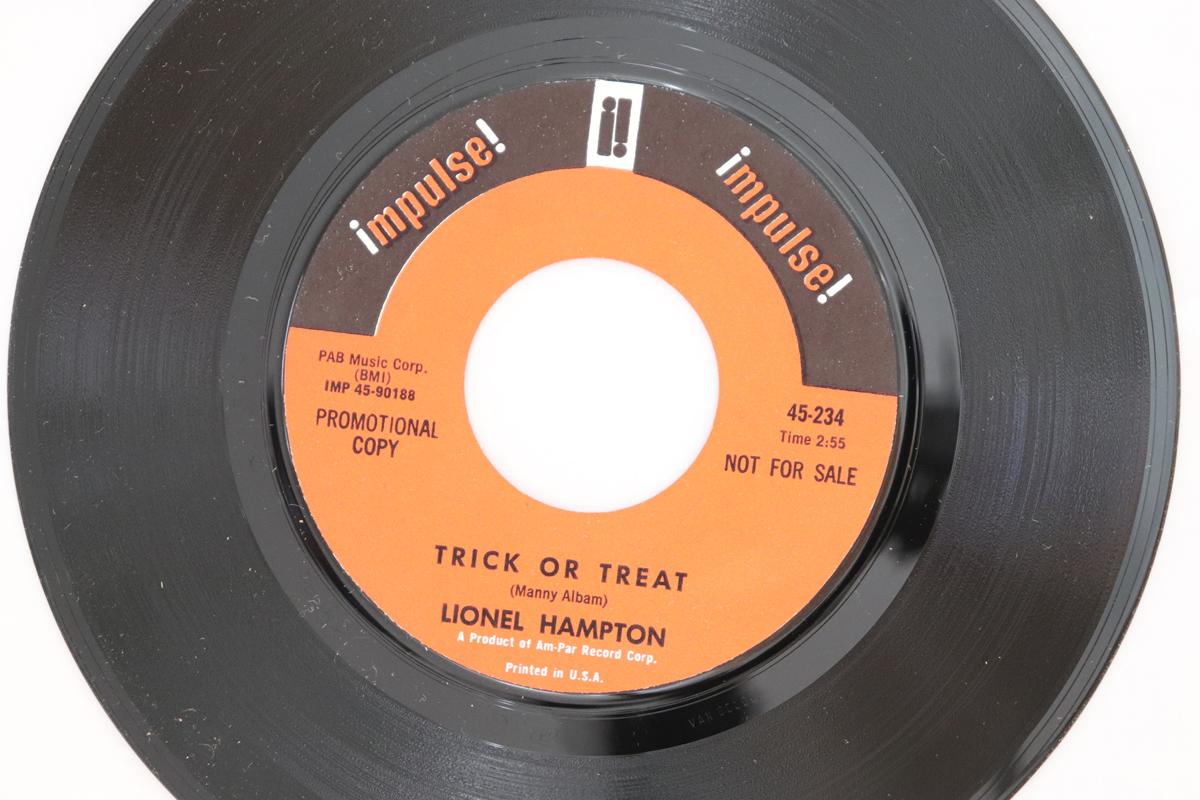 impulse!
i!
impulse!
PAB Music Corp.
(BMI)
IMP 45-90188
PROMOTIONAL
COPY
45-234
Time 2:55
NOT FOR SALE
TRICK OR TREAT
(Manny Albam)
LIONEL HAMPTON
A Product of Am-Par Record Corp.
Printed in U.S.A.
VAN